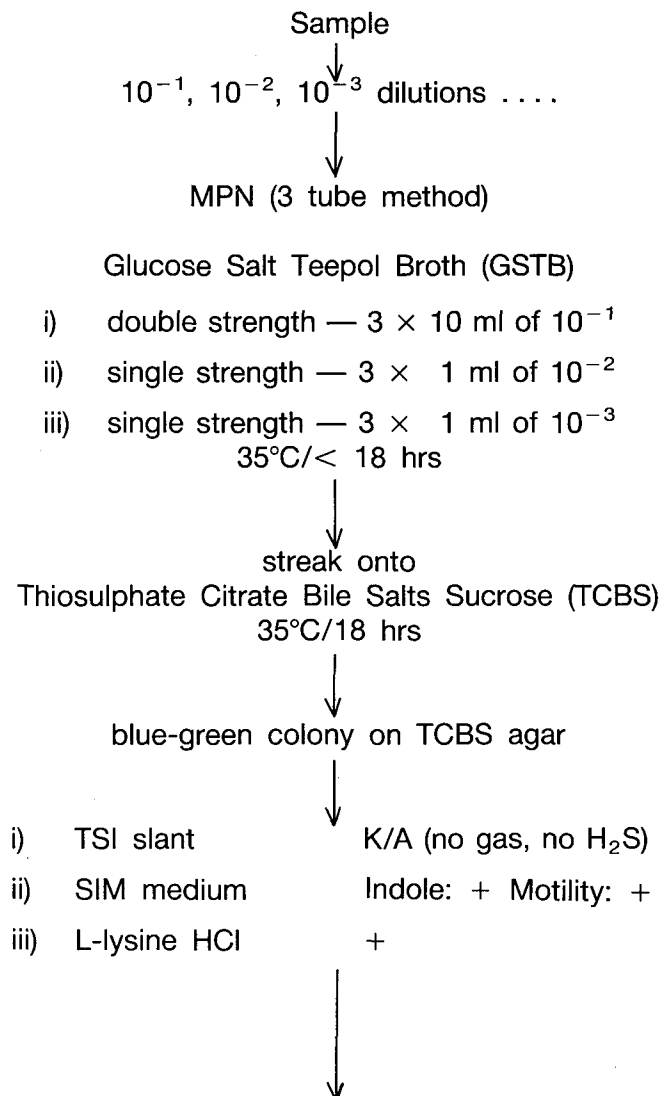 Sample
10⁻¹, 10⁻², 10⁻³ dilutions ....
MPN (3 tube method)
Glucose Salt Teepol Broth (GSTB)
i) double strength — 3 × 10 ml of 10⁻¹
ii) single strength — 3 × 1 ml of 10⁻²
iii) single strength — 3 × 1 ml of 10⁻³
35°C/< 18 hrs
streak onto
Thiosulphate Citrate Bile Salts Sucrose (TCBS)
35°C/18 hrs
blue-green colony on TCBS agar
i) TSI slant K/A (no gas, no H₂S)
ii) SIM medium Indole: + Motility: +
iii) L-lysine HCl +